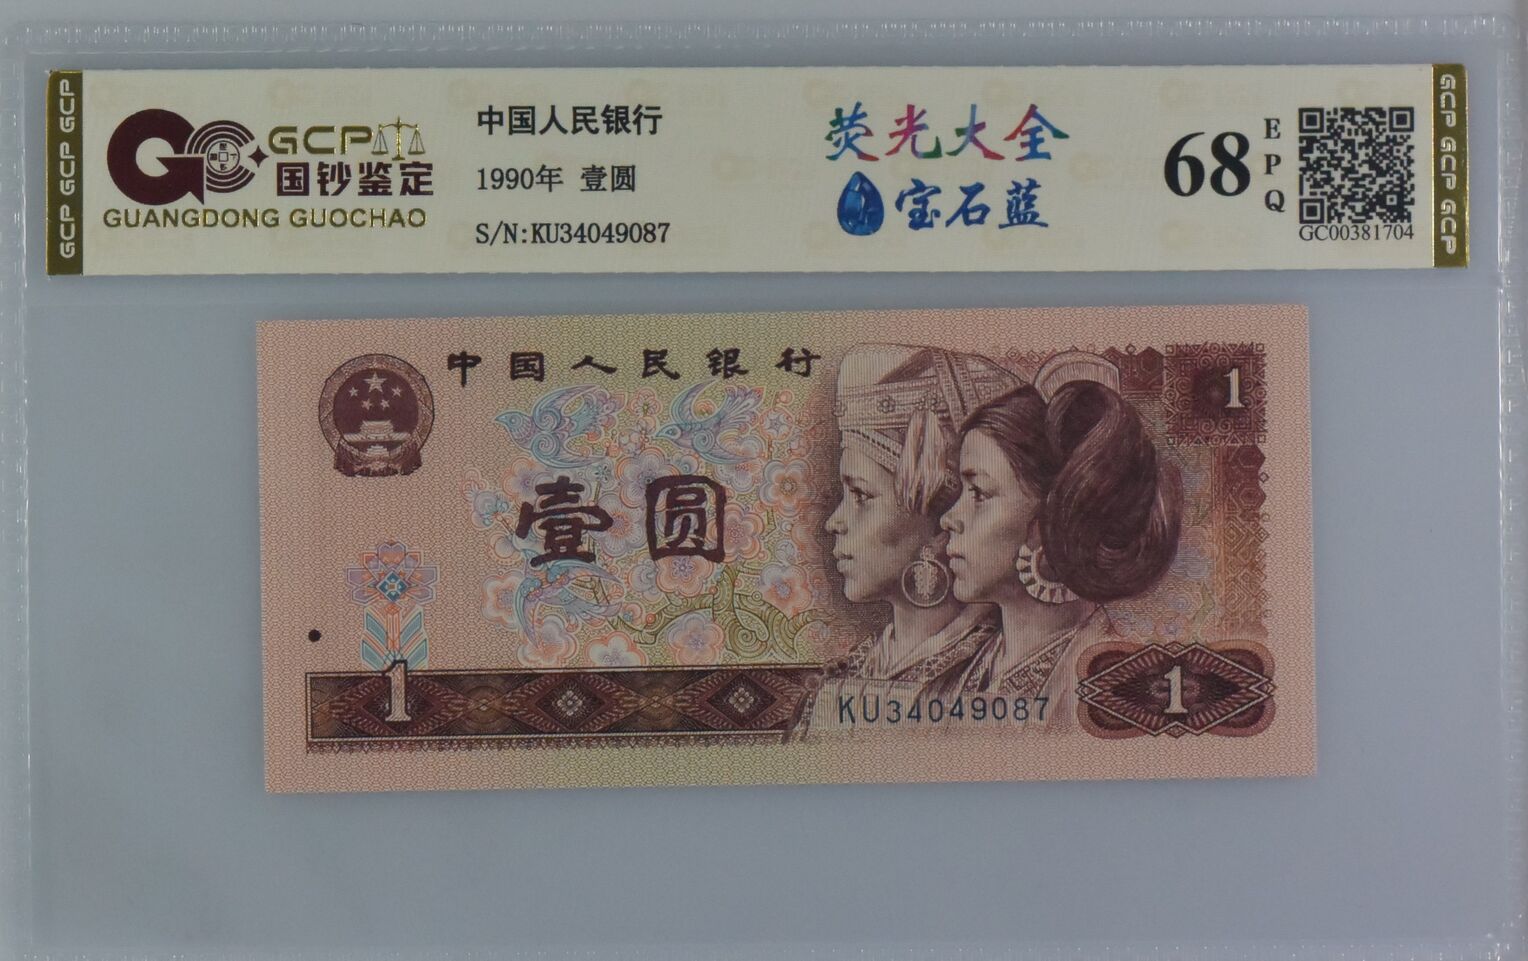 GCP GCP GCP
GCP
国钞鉴定
GUANGDONG GUOCHAO
中国人民银行
1990年 壹圆
S/N:KU34049087
荧光大全
宝石蓝
68
EPQ
GC00381704
GCP GCP GCP
中国人民银行
1
壹圆
1
KU34049087
1